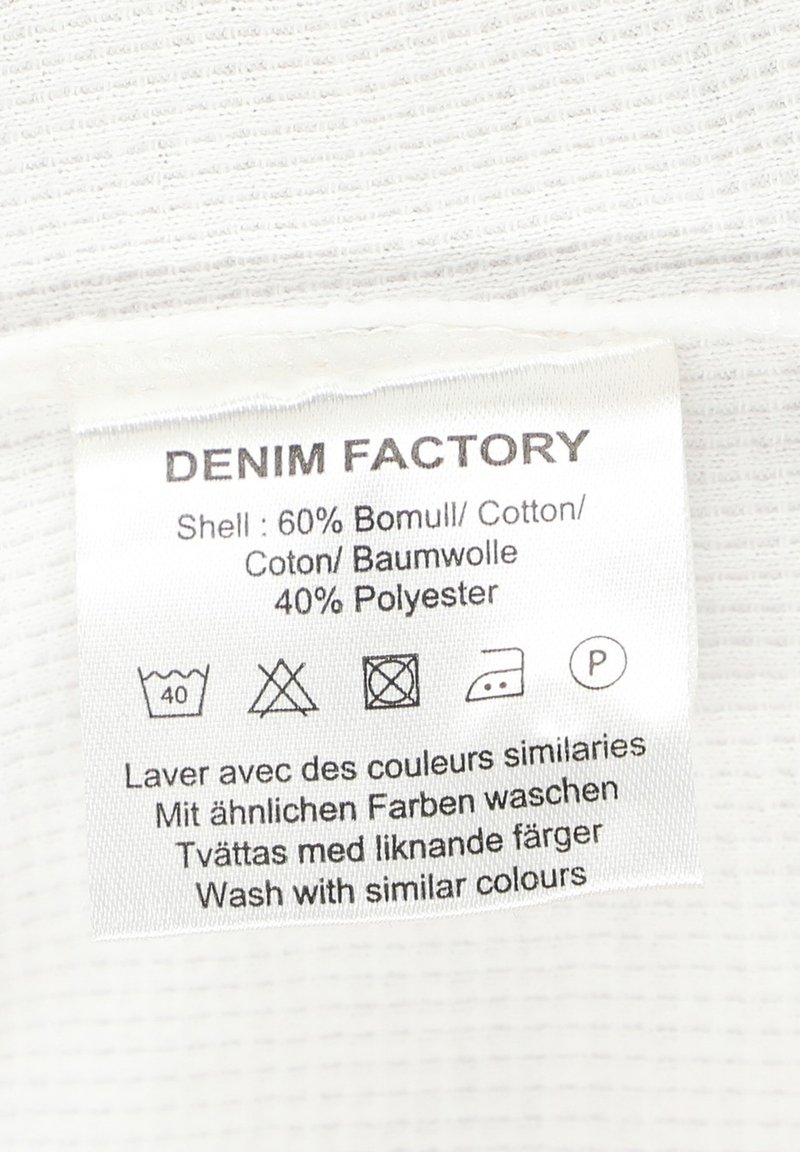 DENIM FACTORY
Shell : 60% Bomull/ Cotton/
Coton/ Baumwolle
40% Polyester
40 P
Laver avec des couleurs similaries
Mit ähnlichen Farben waschen
Tvättas med liknande färger
Wash with similar colours